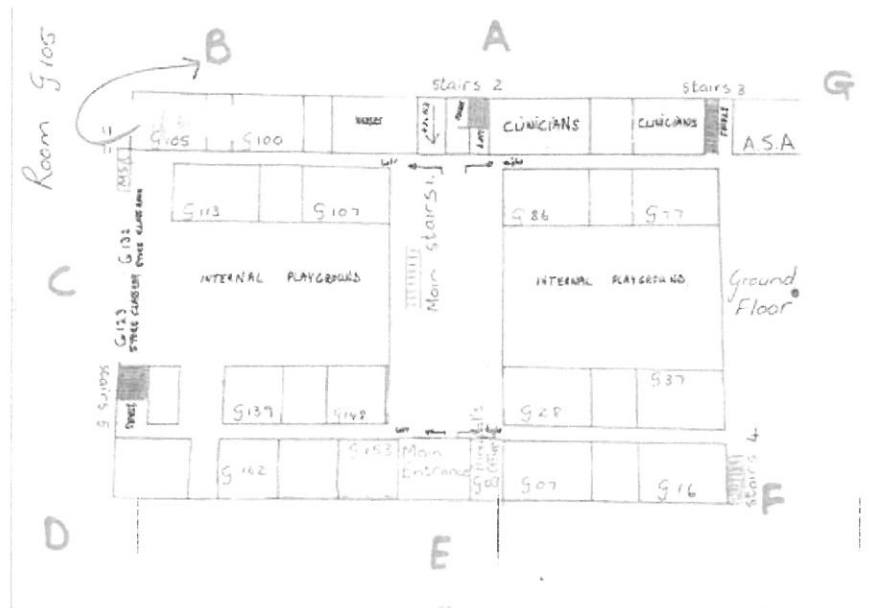 Room G105
B
A
G
Stairs 2
Stairs 3
G105
G100
NURSES
CLINICIANS
CLINICIANS
A.S.A
G113
G107
G86
G77
Main stairs 1.
C
INTERNAL PLAYGROUND
INTERNAL PLAYGROUND
Ground
Floor
G132
G123
Stairs 5
G139
G148
G28
G37
G162
G153
Main
Entrance
G03
G07
G16
Stairs 4
D
E
F